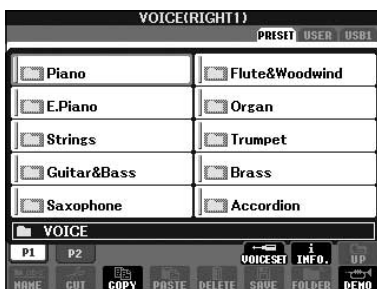 VOICE(RIGHT1)
PRESET USER USB1
Piano
Flute&Woodwind
E.Piano
Organ
Strings
Trumpet
Guitar&Bass
Brass
Saxophone
Accordion
VOICE
P1 P2 VOICESET INFO. UP
NAME CUT COPY PASTE DELETE SAVE FOLDER DEMO